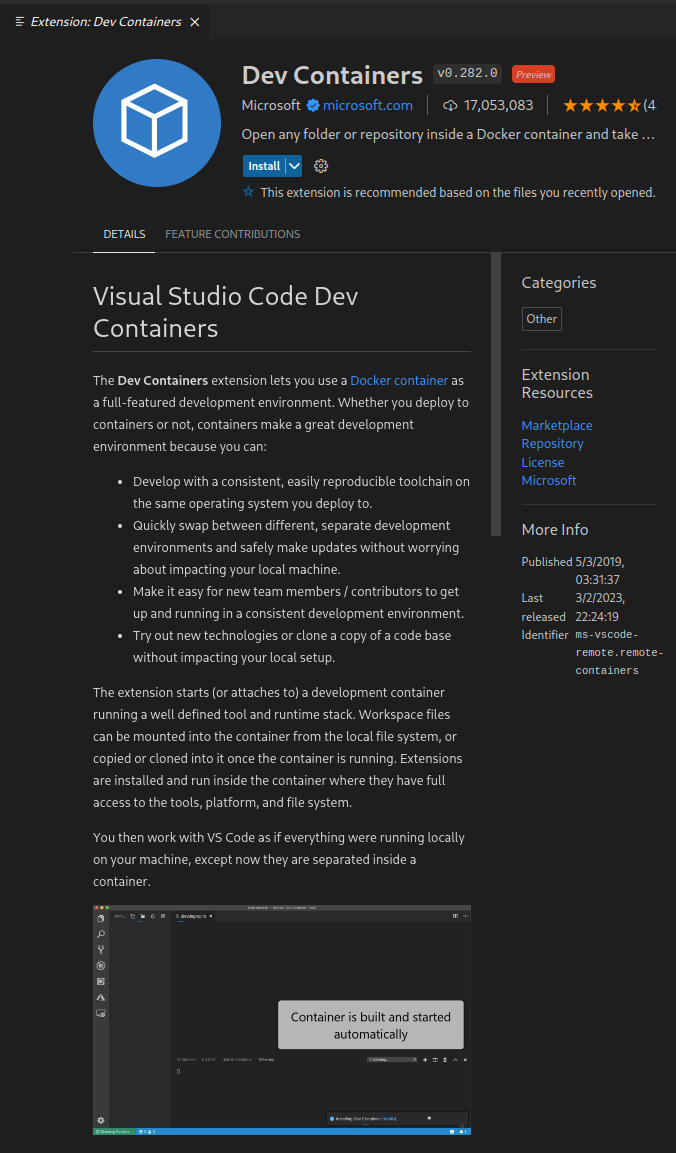 Extension: Dev Containers
Dev Containers v0.282.0 Preview
Microsoft microsoft.com 17,053,083 (4
Open any folder or repository inside a Docker container and take ...
Install
This extension is recommended based on the files you recently opened.
DETAILS FEATURE CONTRIBUTIONS
Visual Studio Code Dev
Containers
The Dev Containers extension lets you use a Docker container as
a full-featured development environment. Whether you deploy to
containers or not, containers make a great development
environment because you can:
• Develop with a consistent, easily reproducible toolchain on
the same operating system you deploy to.
• Quickly swap between different, separate development
environments and safely make updates without worrying
about impacting your local machine.
• Make it easy for new team members / contributors to get
up and running in a consistent development environment.
• Try out new technologies or clone a copy of a code base
without impacting your local setup.
The extension starts (or attaches to) a development container
running a well defined tool and runtime stack. Workspace files
can be mounted into the container from the local file system, or
copied or cloned into it once the container is running. Extensions
are installed and run inside the container where they have full
access to the tools, platform, and file system.
You then work with VS Code as if everything were running locally
on your machine, except now they are separated inside a
container.
Container is built and started
automatically
Installing Dev Container (details)
Categories
Other
Extension
Resources
Marketplace
Repository
License
Microsoft
More Info
Published 5/3/2019,
03:31:37
Last 3/2/2023,
released 22:24:19
Identifier ms-vscode-
remote.remote-
containers